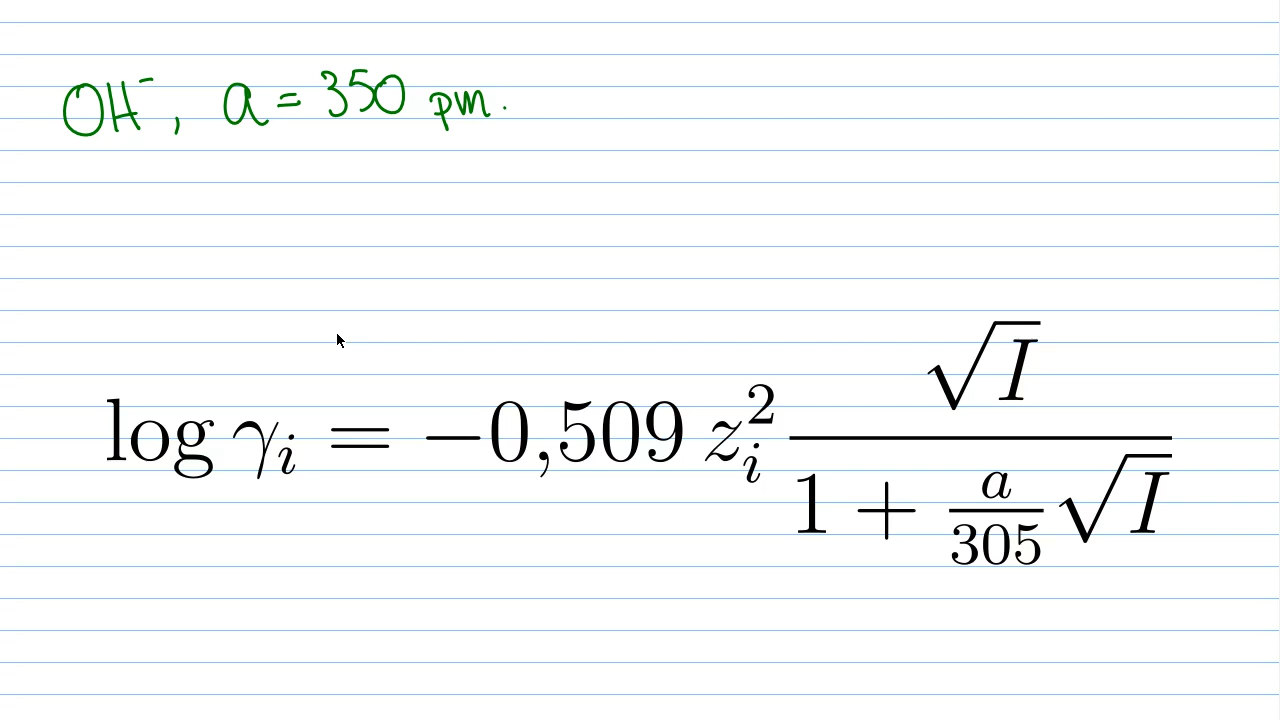 OH⁻, a = 350 pm.
log γᵢ = −0,509 zᵢ² √I / (1 + a/305 √I)